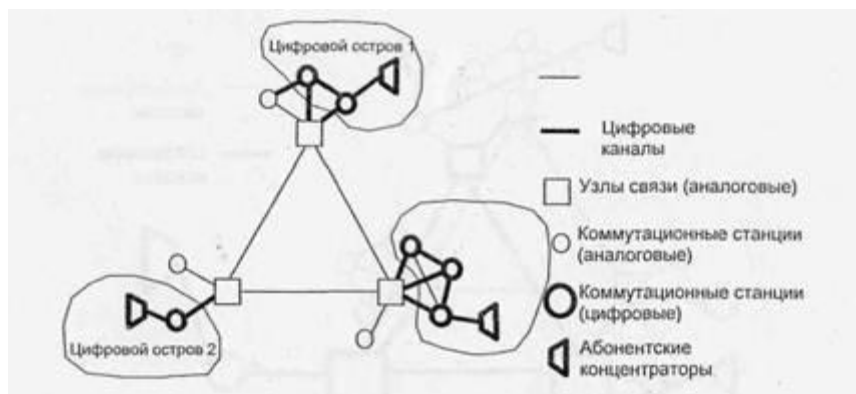 Цифровой остров 1
Цифровые
каналы
Узлы связи (аналоговые)
Коммутационные станции
(аналоговые)
Коммутационные станции
(цифровые)
Цифровой остров 2
Абонентские
концентраторы